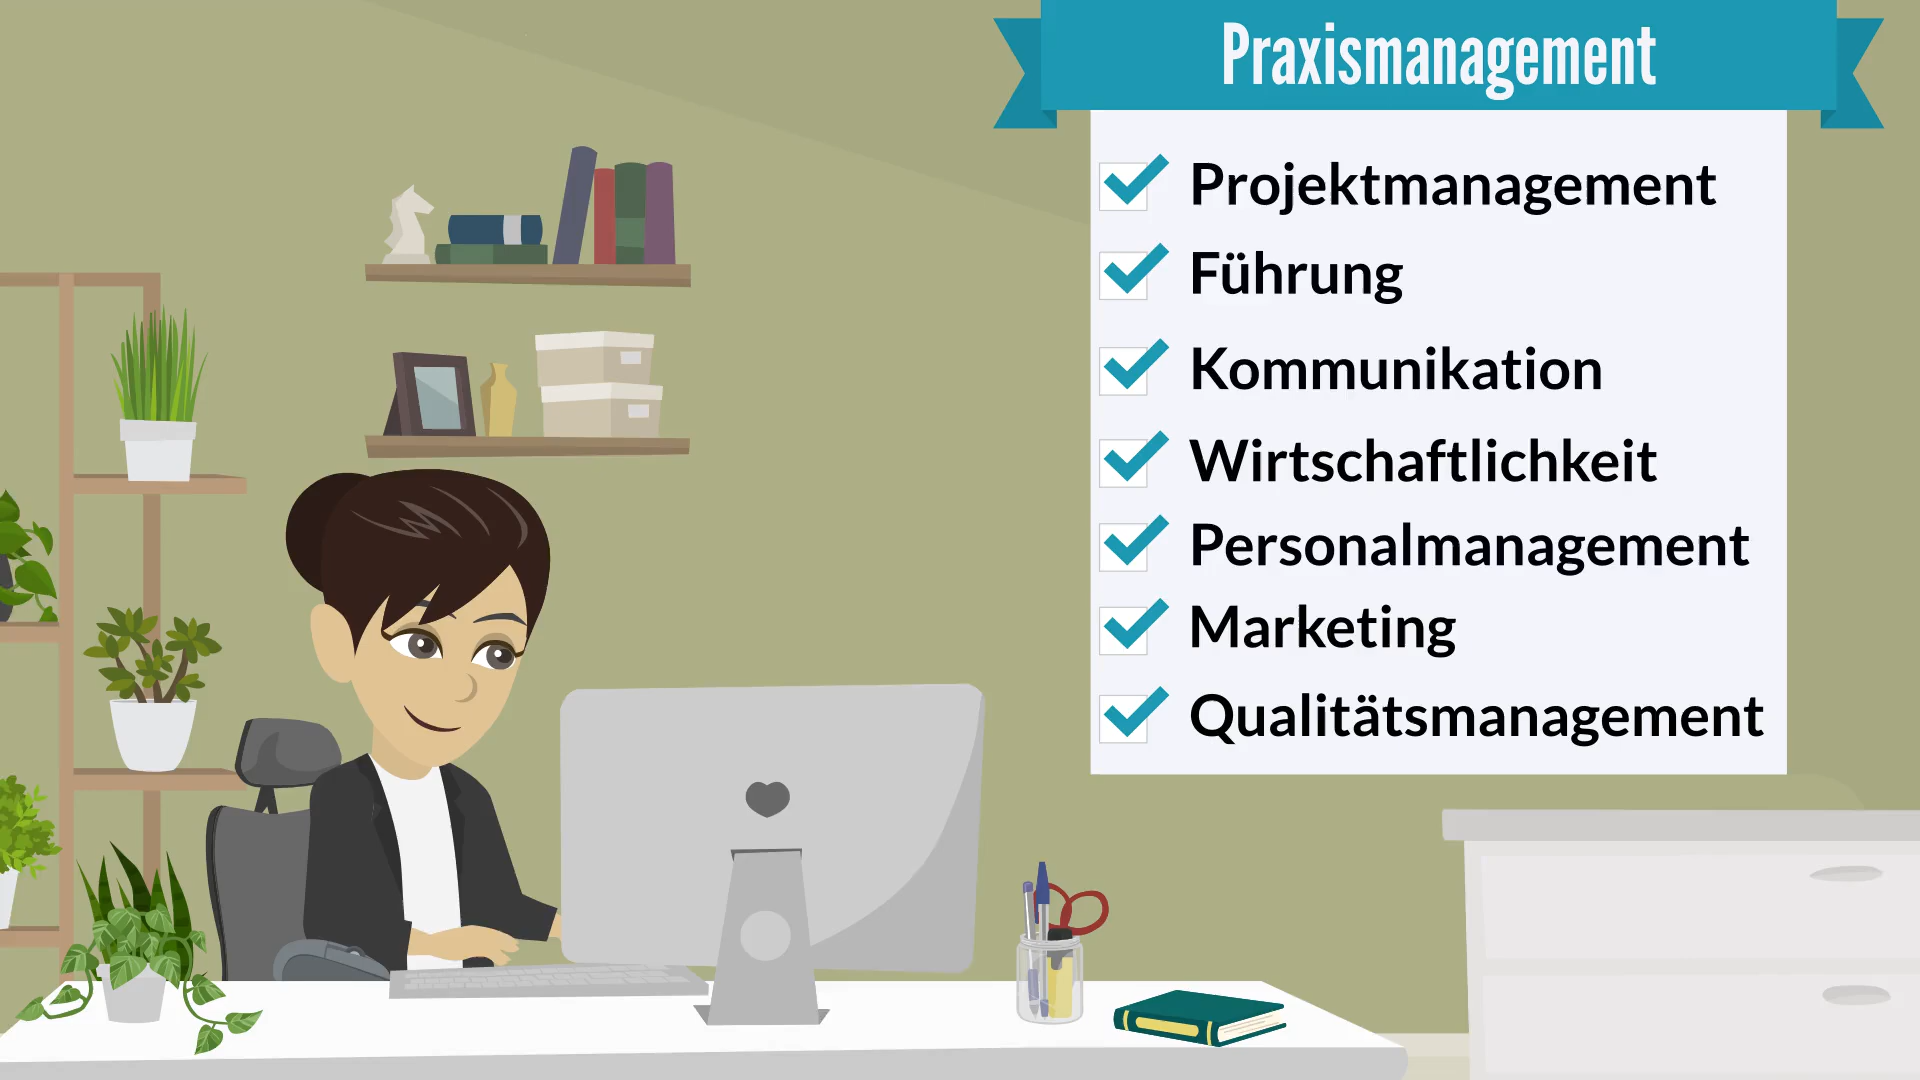 Praxismanagement
Projektmanagement
Führung
Kommunikation
Wirtschaftlichkeit
Personalmanagement
Marketing
Qualitätsmanagement